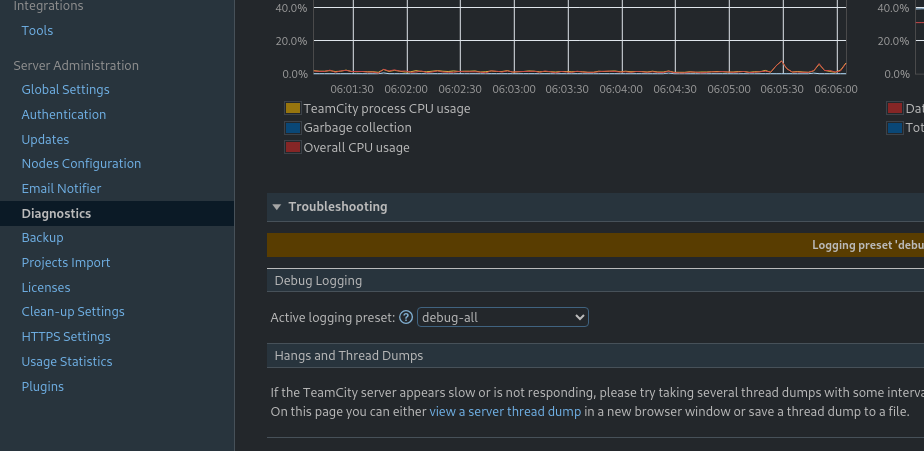 Integrations
Tools
Server Administration
Global Settings
Authentication
Updates
Nodes Configuration
Email Notifier
Diagnostics
Backup
Projects Import
Licenses
Clean-up Settings
HTTPS Settings
Usage Statistics
Plugins
40.0%
20.0%
0.0%
06:01:30 06:02:00 06:02:30 06:03:00 06:03:30 06:04:00 06:04:30 06:05:00 06:05:30 06:06:00
TeamCity process CPU usage
Garbage collection
Overall CPU usage
40.0%
20.0%
0.0%
Dat
Tot
Troubleshooting
Logging preset 'debu
Debug Logging
Active logging preset: ? debug-all
Hangs and Thread Dumps
If the TeamCity server appears slow or is not responding, please try taking several thread dumps with some interva
On this page you can either view a server thread dump in a new browser window or save a thread dump to a file.